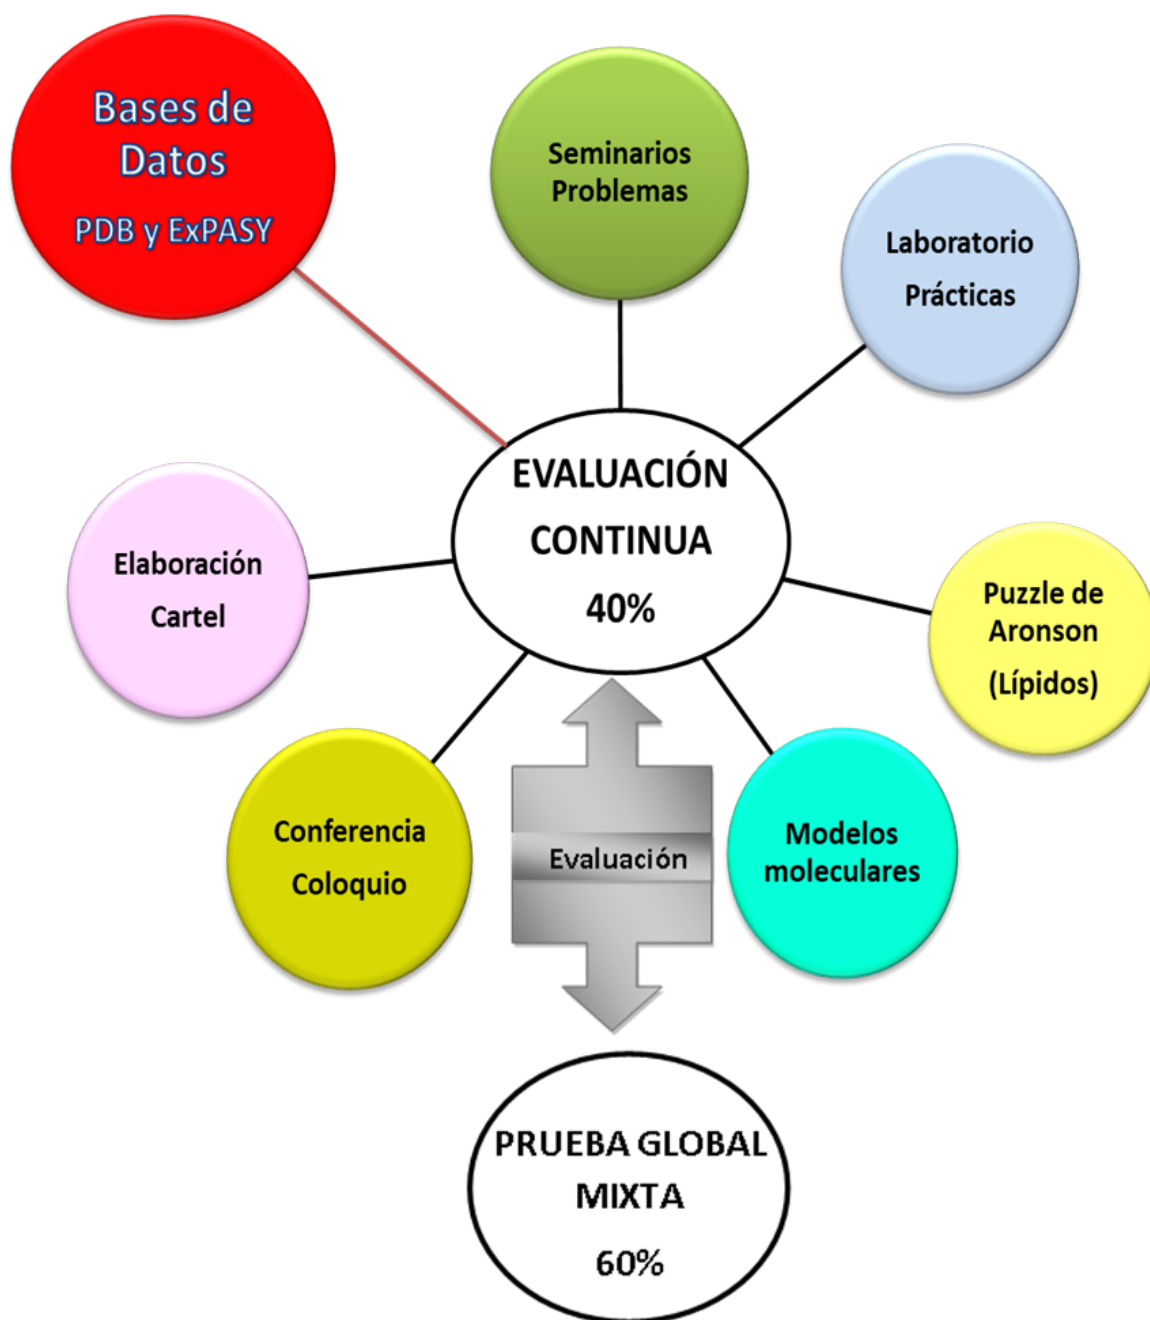 Bases de
Datos
PDB y ExPASY
Seminarios
Problemas
Laboratorio
Prácticas
EVALUACIÓN
CONTINUA
40%
Elaboración
Cartel
Puzzle de
Aronson
(Lípidos)
Conferencia
Coloquio
Evaluación
Modelos
moleculares
PRUEBA GLOBAL
MIXTA
60%